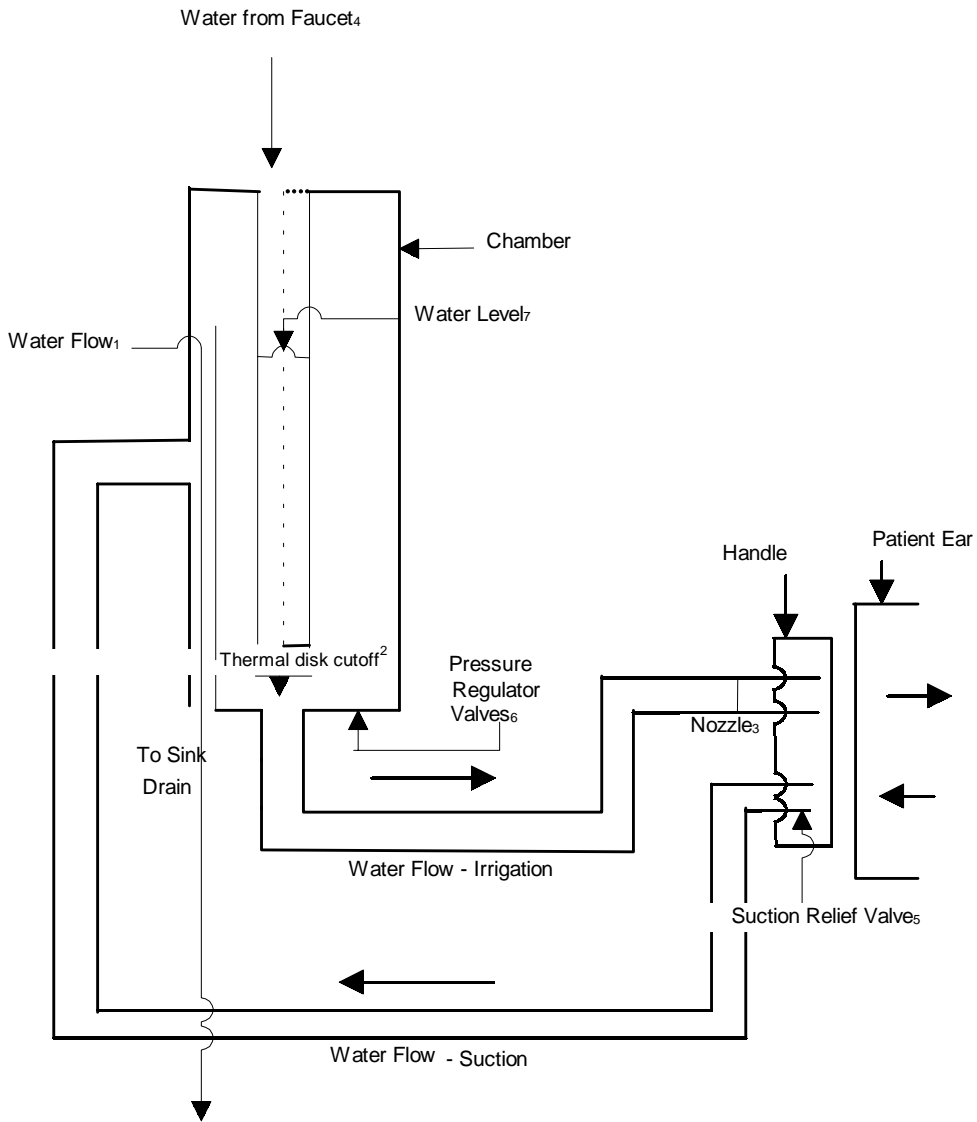 Water from Faucet₄
Chamber
Water Level₇
Water Flow₁
Handle
Patient Ear
Thermal disk cutoff²
Pressure
Regulator
Valves₆
Nozzle₃
To Sink
Drain
Water Flow - Irrigation
Suction Relief Valve₅
Water Flow - Suction